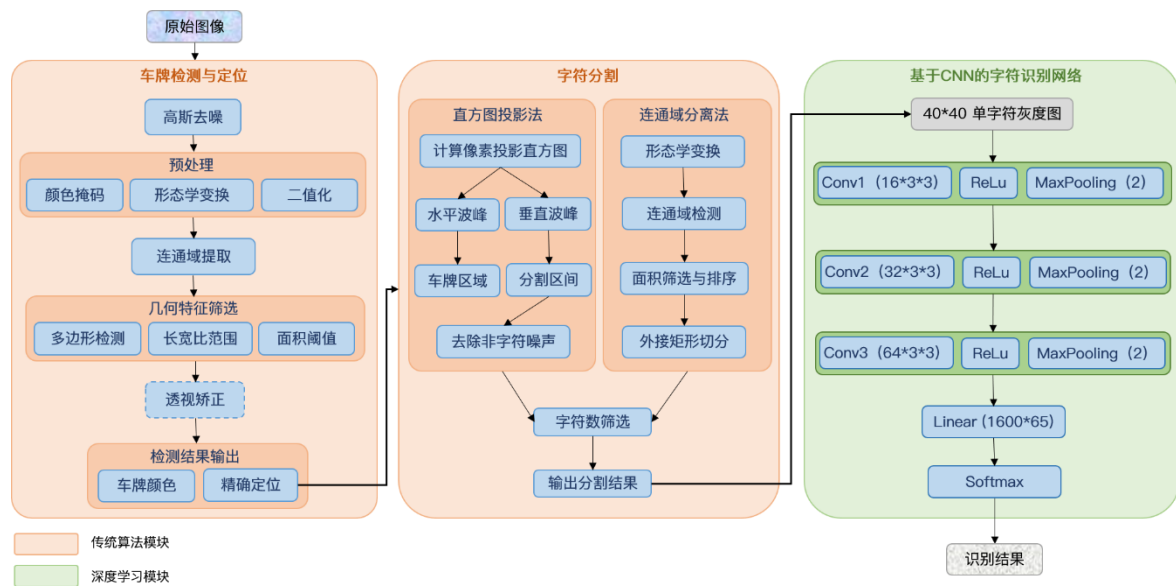 原始图像
车牌检测与定位
高斯去噪
预处理
颜色掩码
形态学变换
二值化
连通域提取
几何特征筛选
多边形检测
长宽比范围
面积阈值
透视矫正
检测结果输出
车牌颜色
精确定位
字符分割
直方图投影法
计算像素投影直方图
水平波峰
垂直波峰
车牌区域
分割区间
去除非字符噪声
连通域分离法
形态学变换
连通域检测
面积筛选与排序
外接矩形切分
字符数筛选
输出分割结果
基于CNN的字符识别网络
40*40 单字符灰度图
Conv1（16*3*3）
ReLu
MaxPooling（2）
Conv2（32*3*3）
ReLu
MaxPooling（2）
Conv3（64*3*3）
ReLu
MaxPooling（2）
Linear (1600*65)
Softmax
识别结果
传统算法模块
深度学习模块